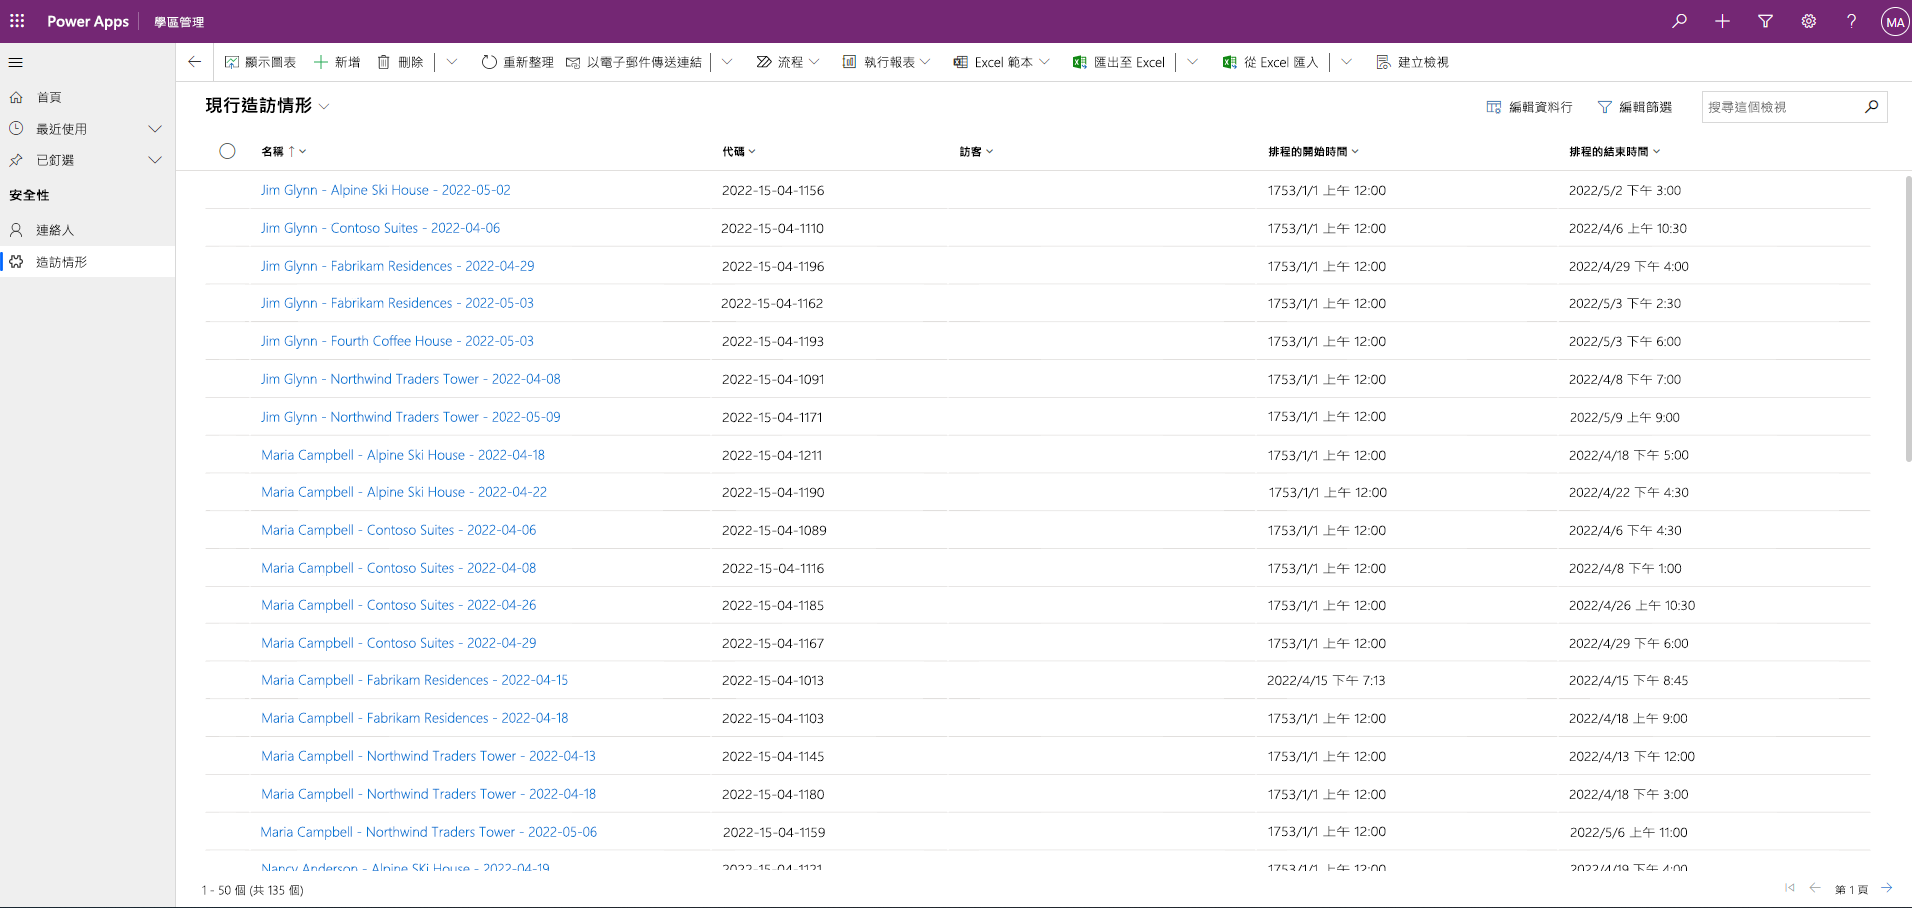 Power Apps 學區管理 MA
顯示圖表 新增 刪除 重新整理 以電子郵件傳送連結 流程 執行報表 Excel 範本 匯出至 Excel 從 Excel 匯入 建立檢視
首頁
最近使用
已釘選
安全性
連絡人
造訪情形
現行造訪情形 編輯資料行 編輯篩選 搜尋這個檢視
名稱 ↑ 代碼 訪客 排程的開始時間 排程的結束時間
Jim Glynn - Alpine Ski House - 2022-05-02 2022-15-04-1156 1753/1/1 上午 12:00 2022/5/2 下午 3:00
Jim Glynn - Contoso Suites - 2022-04-06 2022-15-04-1110 1753/1/1 上午 12:00 2022/4/6 上午 10:30
Jim Glynn - Fabrikam Residences - 2022-04-29 2022-15-04-1196 1753/1/1 上午 12:00 2022/4/29 下午 4:00
Jim Glynn - Fabrikam Residences - 2022-05-03 2022-15-04-1162 1753/1/1 上午 12:00 2022/5/3 下午 2:30
Jim Glynn - Fourth Coffee House - 2022-05-03 2022-15-04-1193 1753/1/1 上午 12:00 2022/5/3 下午 6:00
Jim Glynn - Northwind Traders Tower - 2022-04-08 2022-15-04-1091 1753/1/1 上午 12:00 2022/4/8 下午 7:00
Jim Glynn - Northwind Traders Tower - 2022-05-09 2022-15-04-1171 1753/1/1 上午 12:00 2022/5/9 上午 9:00
Maria Campbell - Alpine Ski House - 2022-04-18 2022-15-04-1211 1753/1/1 上午 12:00 2022/4/18 下午 5:00
Maria Campbell - Alpine Ski House - 2022-04-22 2022-15-04-1190 1753/1/1 上午 12:00 2022/4/22 下午 4:30
Maria Campbell - Contoso Suites - 2022-04-06 2022-15-04-1089 1753/1/1 上午 12:00 2022/4/6 下午 4:30
Maria Campbell - Contoso Suites - 2022-04-08 2022-15-04-1116 1753/1/1 上午 12:00 2022/4/8 下午 1:00
Maria Campbell - Contoso Suites - 2022-04-26 2022-15-04-1185 1753/1/1 上午 12:00 2022/4/26 上午 10:30
Maria Campbell - Contoso Suites - 2022-04-29 2022-15-04-1167 1753/1/1 上午 12:00 2022/4/29 下午 6:00
Maria Campbell - Fabrikam Residences - 2022-04-15 2022-15-04-1013 2022/4/15 下午 7:13 2022/4/15 下午 8:45
Maria Campbell - Fabrikam Residences - 2022-04-18 2022-15-04-1103 1753/1/1 上午 12:00 2022/4/18 上午 9:00
Maria Campbell - Northwind Traders Tower - 2022-04-13 2022-15-04-1145 1753/1/1 上午 12:00 2022/4/13 下午 12:00
Maria Campbell - Northwind Traders Tower - 2022-04-18 2022-15-04-1180 1753/1/1 上午 12:00 2022/4/18 下午 3:00
Maria Campbell - Northwind Traders Tower - 2022-05-06 2022-15-04-1159 1753/1/1 上午 12:00 2022/5/6 上午 11:00
Nancy Anderson - Alpine SKi House - 2022-04-19 2022-15-04-1121 1753/1/1 上午 12:00 2022/4/19 下午 4:00
1 - 50 個 (共 135 個) 第 1 頁